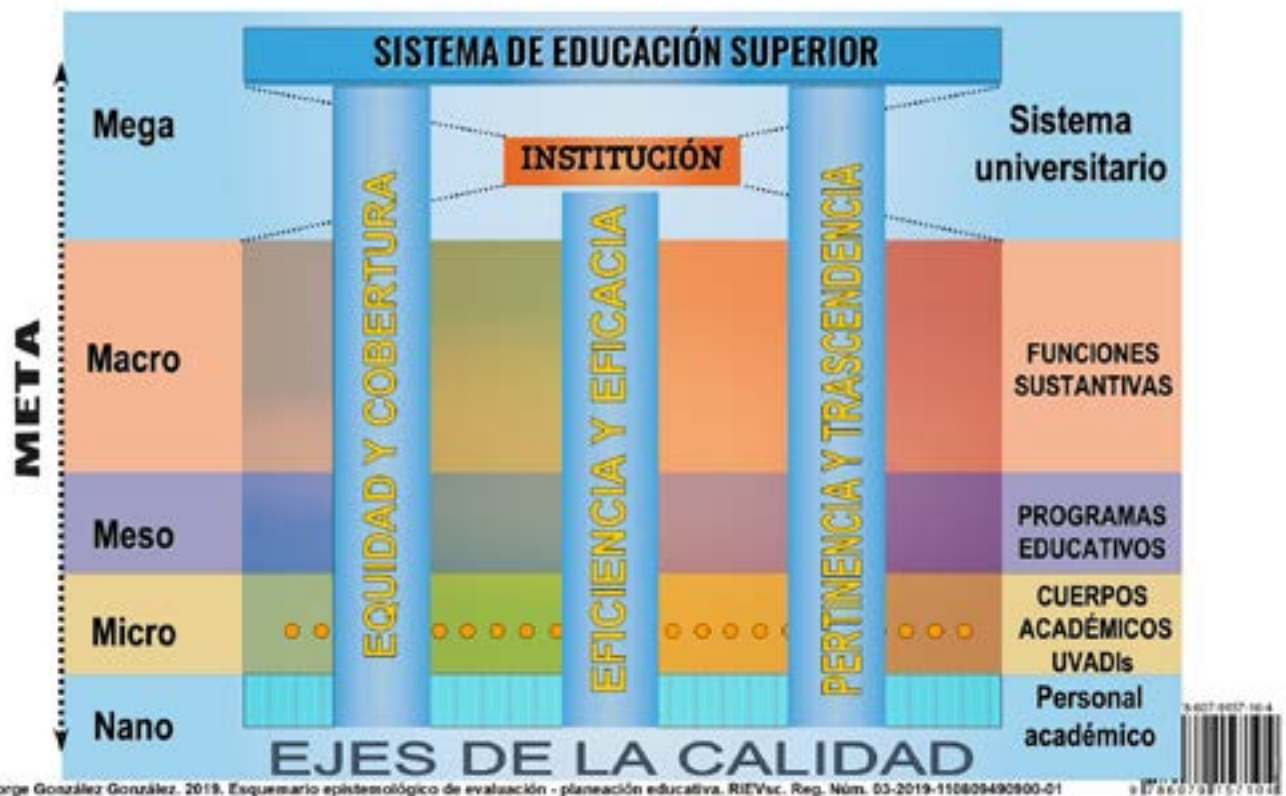 SISTEMA DE EDUCACIÓN SUPERIOR
Mega
INSTITUCIÓN
Sistema
universitario
META
EQUIDAD Y COBERTURA
EFICIENCIA Y EFICACIA
PERTINENCIA Y TRASCENDENCIA
Macro
FUNCIONES
SUSTANTIVAS
Meso
PROGRAMAS
EDUCATIVOS
Micro
CUERPOS
ACADÉMICOS
UVADIs
Nano
Personal
académico
EJES DE LA CALIDAD
orge González González. 2019. Esquemario epistemológico de evaluación - planeación educativa. RIEVsc. Reg. Núm. 03-2019-110809490900-01